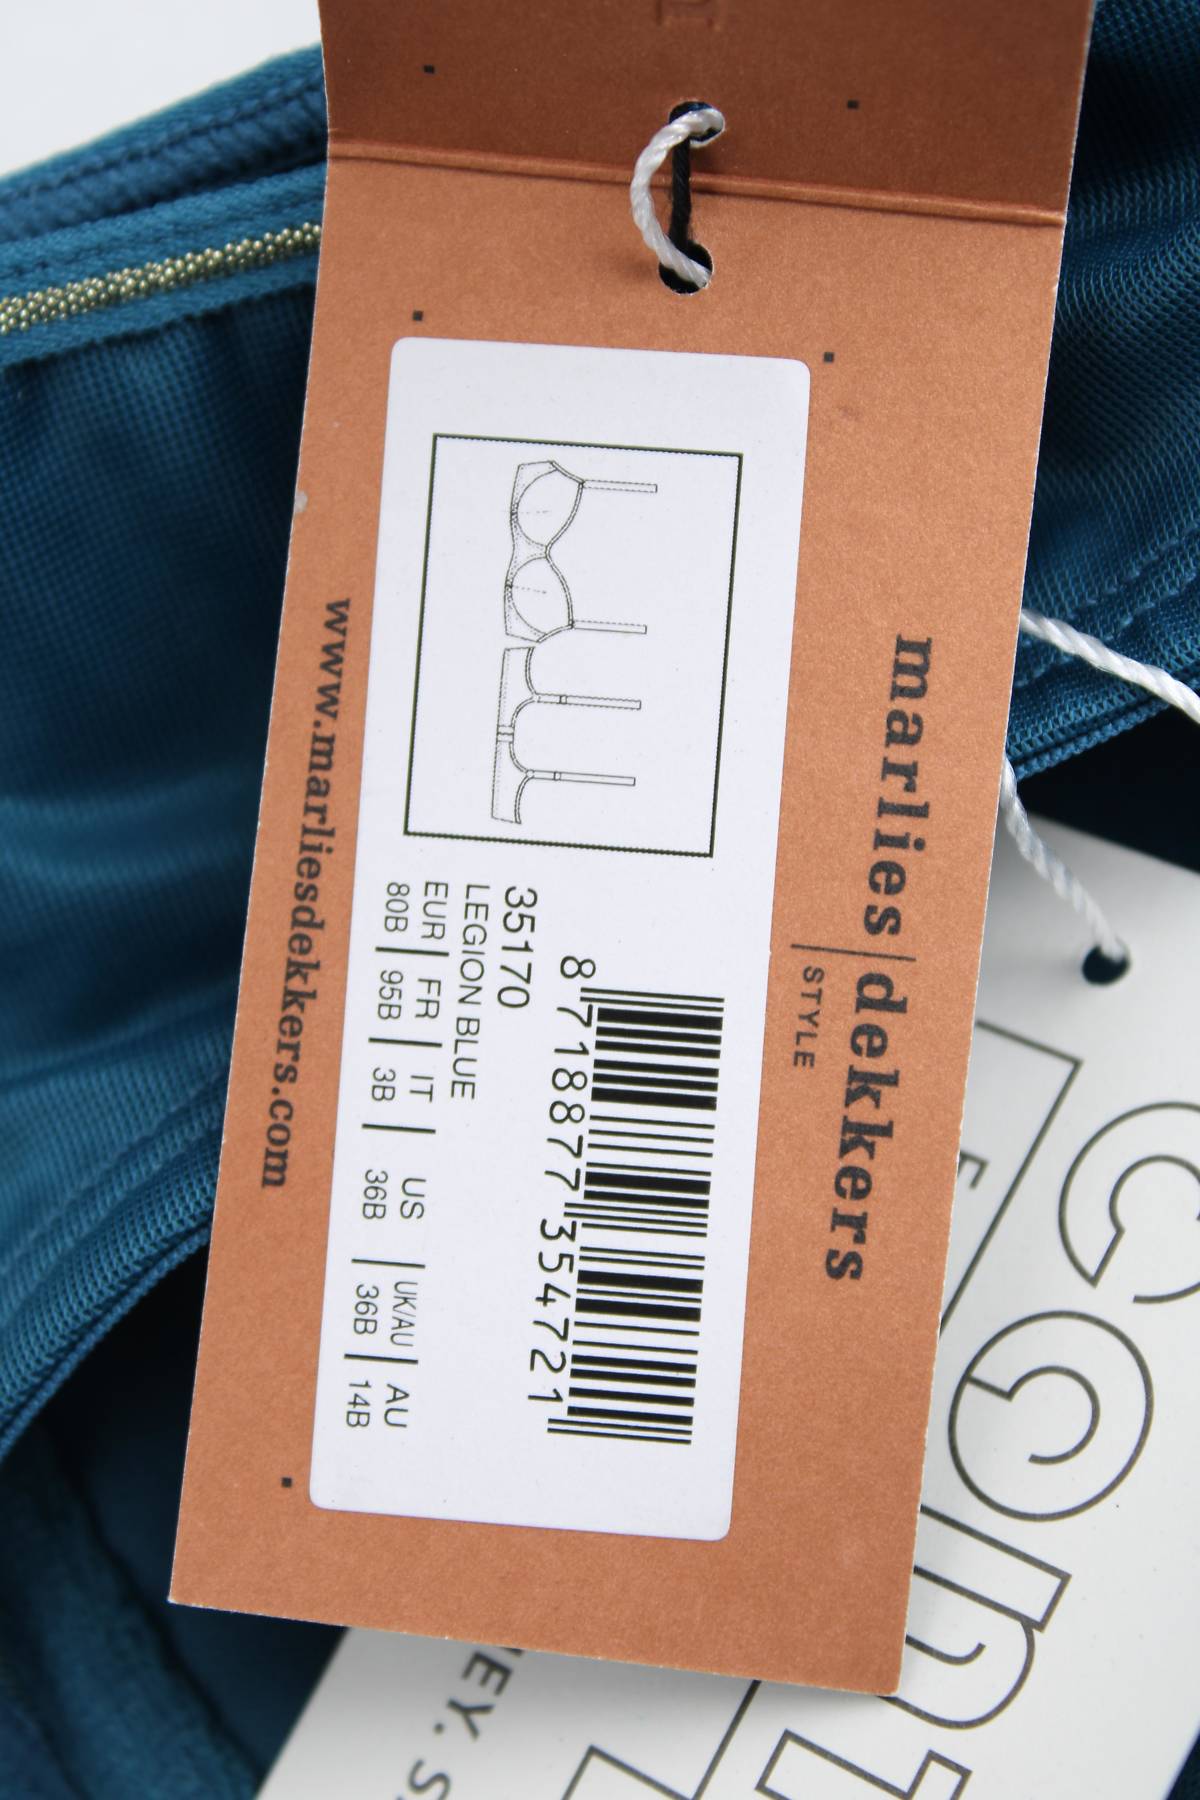 marlies|dekkers
STYLE
8 718877 354721
35170
LEGION BLUE
EUR | FR | IT | US | UK/AU | AU
80B | 95B | 3B | 36B | 36B | 14B
www.marliesdekkers.com